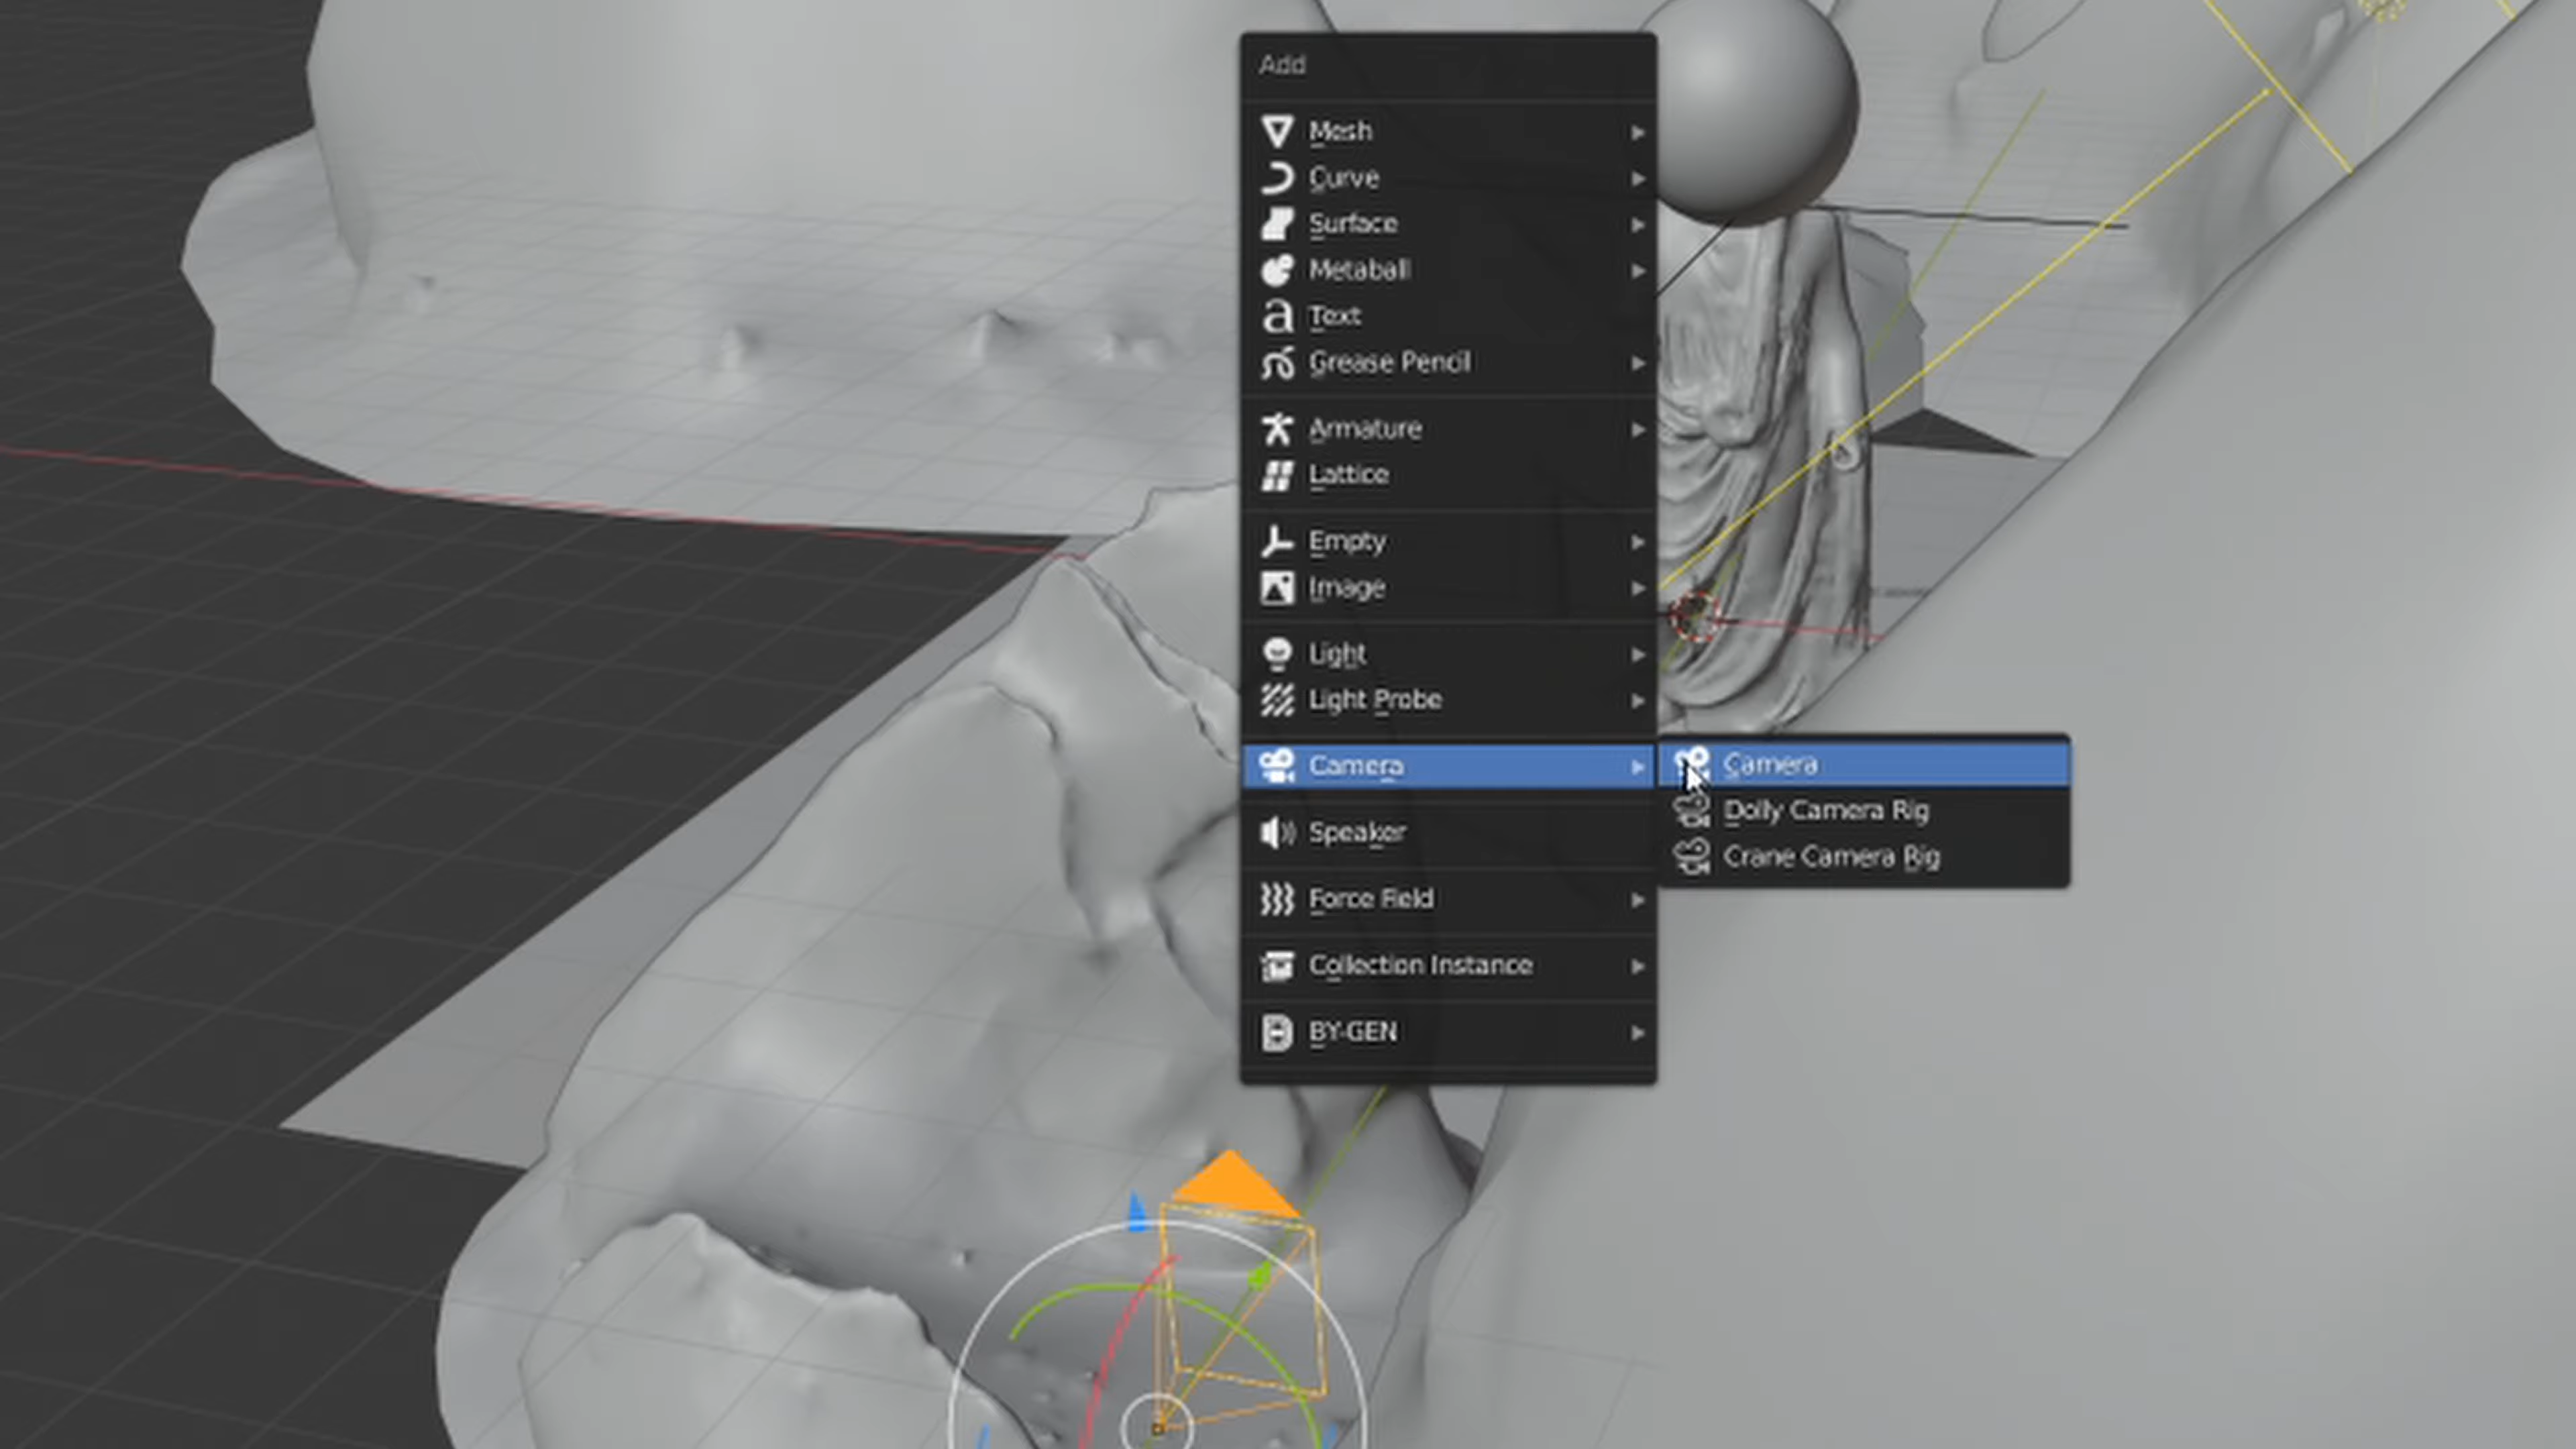 Add
Mesh
Curve
Surface
Metaball
Text
Grease Pencil
Armature
Lattice
Empty
Image
Light
Light Probe
Camera
Speaker
Force Field
Collection Instance
BY-GEN
Camera
Dolly Camera Rig
Crane Camera Rig